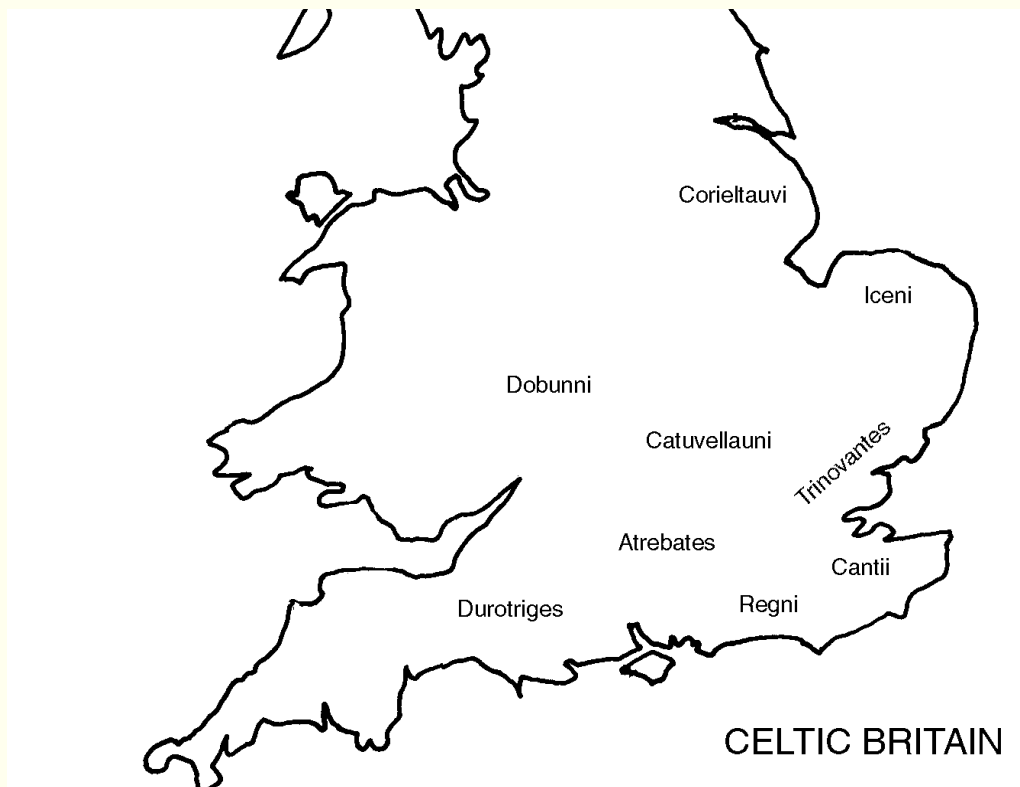 Corieltauvi
Iceni
Dobunni
Catuvellauni
Trinovantes
Atrebates
Cantii
Durotriges
Regni
CELTIC BRITAIN